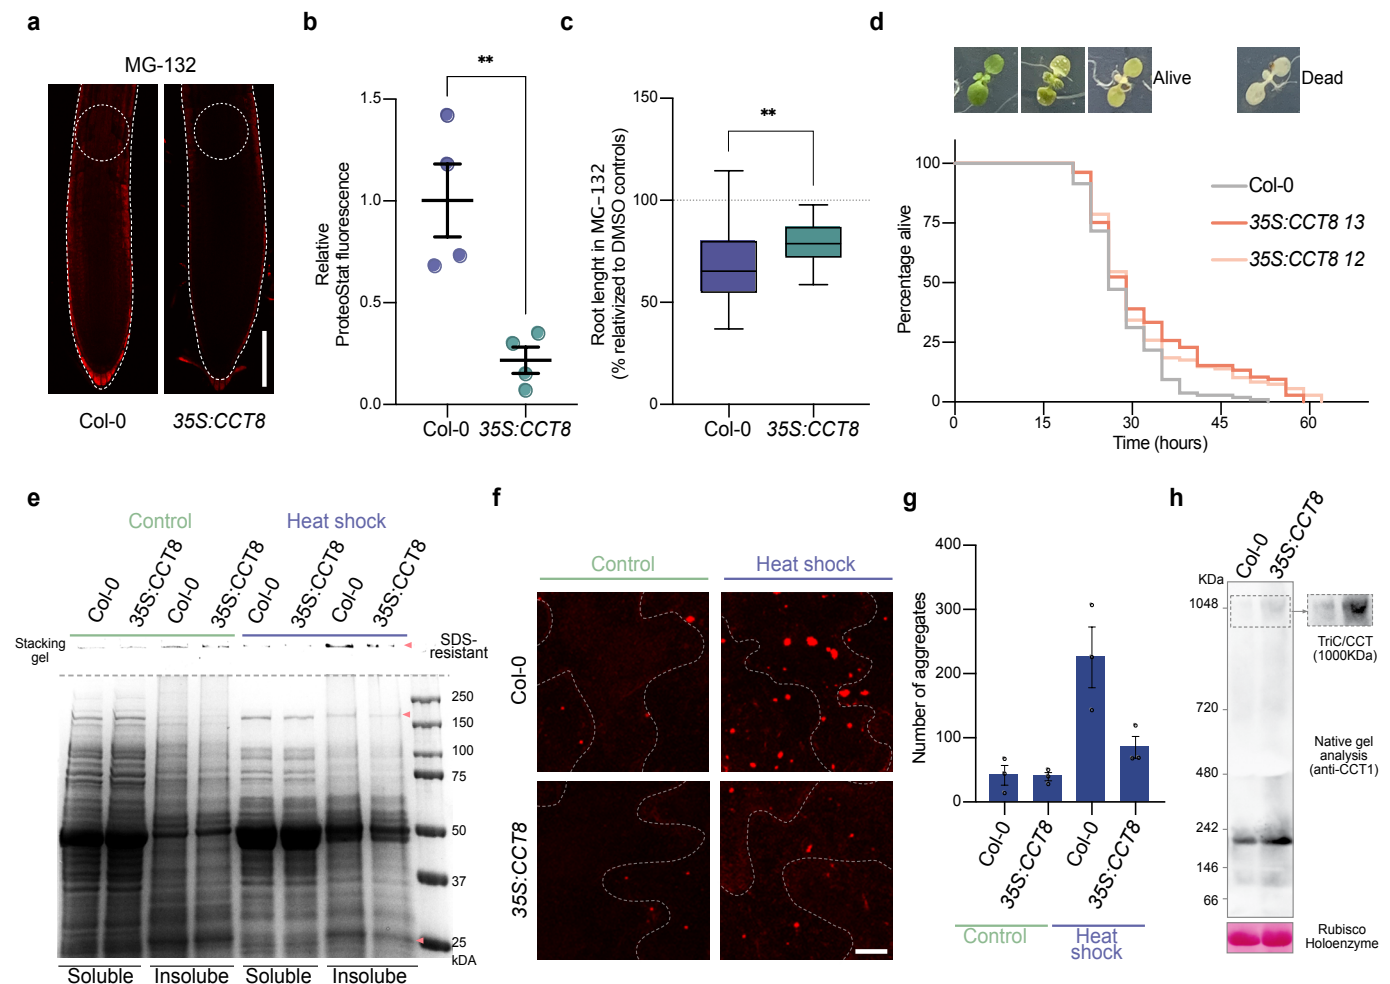 a
MG-132
Col-0
35S:CCT8
b
**
Relative
ProteoStat fluorescence
1.5
1.0
0.5
0.0
Col-0
35S:CCT8
c
**
Root lenght in MG-132
(% relativized to DMSO controls)
150
100
50
0
Col-0
35S:CCT8
d
Alive
Dead
Percentage alive
100
75
50
25
0
Col-0
35S:CCT8 13
35S:CCT8 12
0
15
30
45
60
Time (hours)
e
Control
Heat shock
Col-0
35S:CCT8
Col-0
35S:CCT8
Col-0
35S:CCT8
Col-0
35S:CCT8
Stacking
gel
SDS-
resistant
250
150
100
75
50
37
25
kDA
Soluble
Insolube
Soluble
Insolube
f
Control
Heat shock
Col-0
35S:CCT8
g
Number of aggregates
400
300
200
100
0
Col-0
35S:CCT8
Col-0
35S:CCT8
Control
Heat
shock
h
Col-0
35S:CCT8
KDa
1048
720
480
242
146
66
TriC/CCT
(1000KDa)
Native gel
analysis
(anti-CCT1)
Rubisco
Holoenzyme